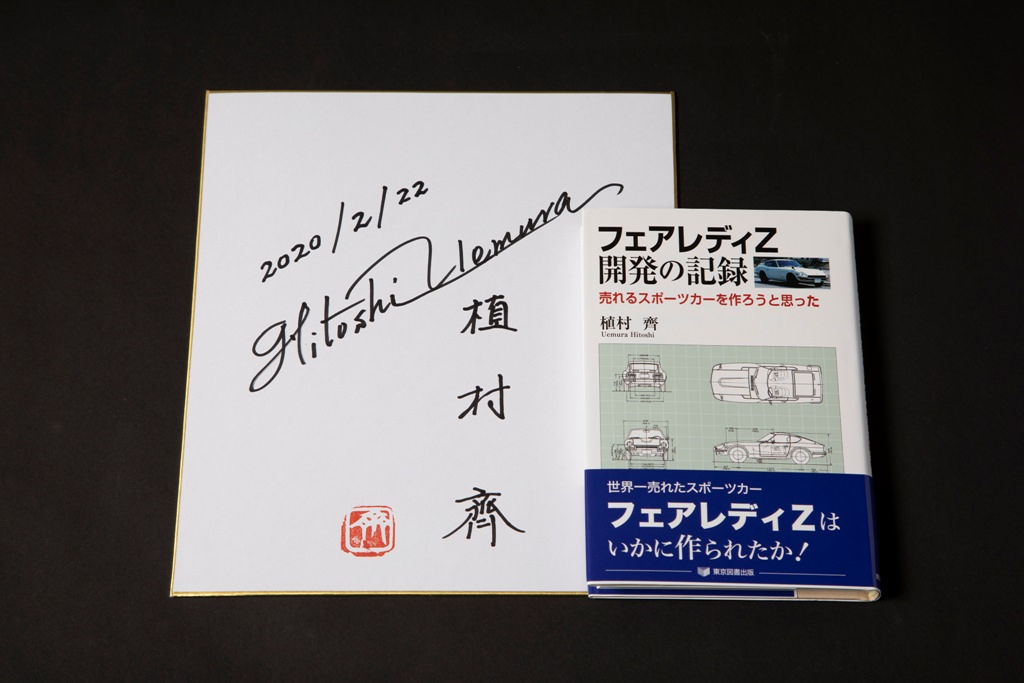 2020/2/22
Hitoshi Uemura
植村齊
フェアレディZ
開発の記録
売れるスポーツカーを作ろうと思った
植村 齊
Uemura Hitoshi
世界一売れたスポーツカー
フェアレディZは
いかに作られたか!
東京図書出版